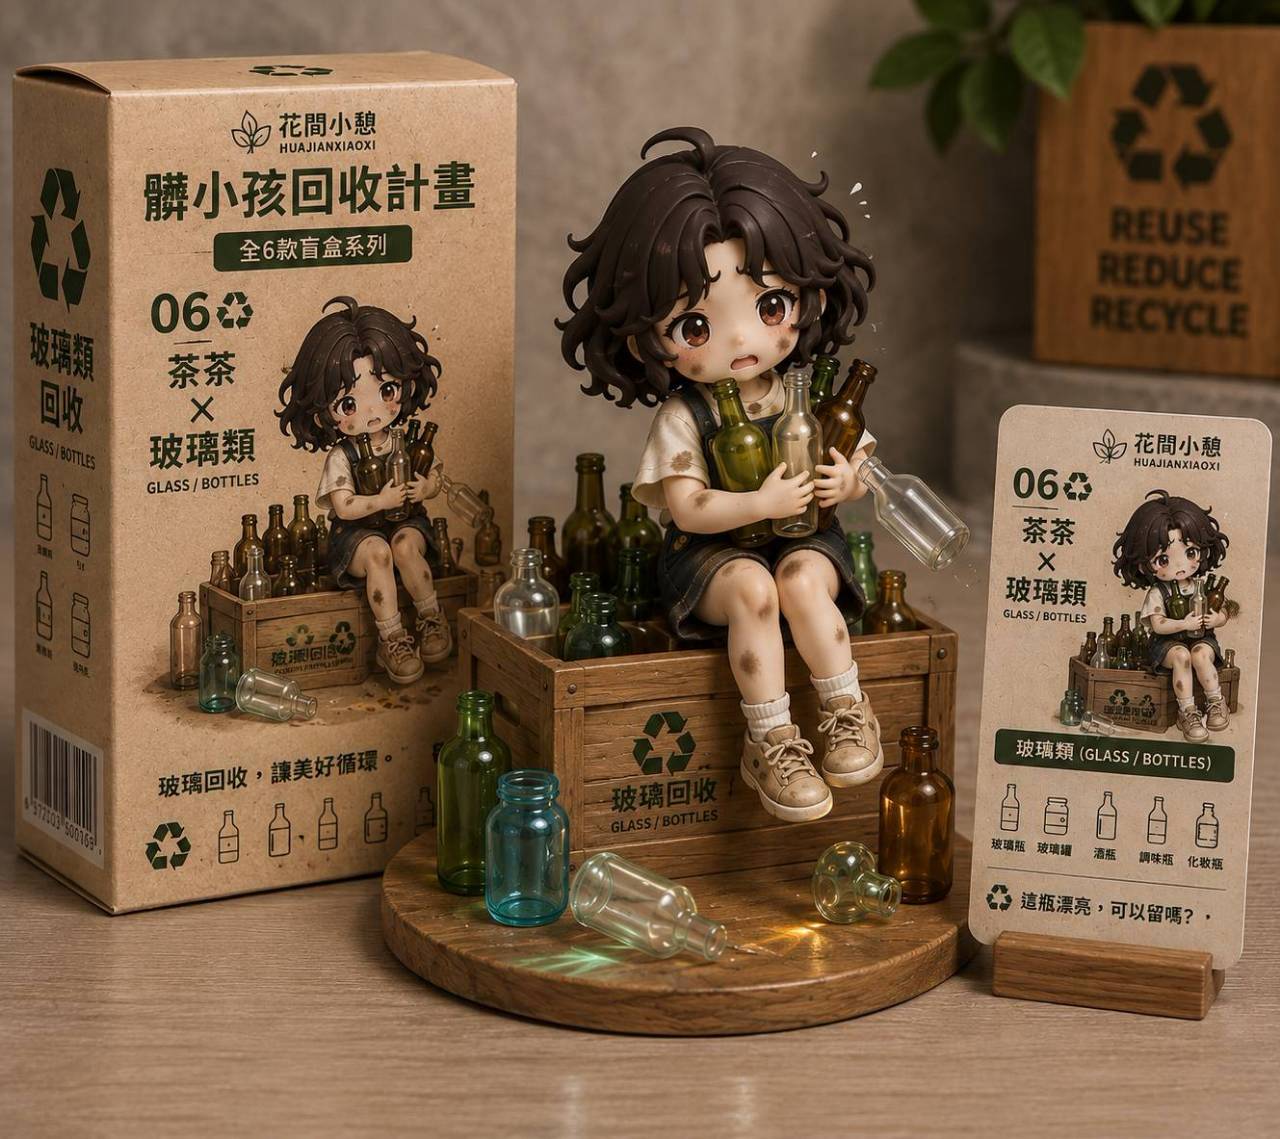 花間小憩
HUAJIANXIAOXI
髒小孩回收計畫
全6款盲盒系列
06
茶茶
×
玻璃類
GLASS / BOTTLES
玻璃回收,讓美好循環。
玻璃類
回收
GLASS / BOTTLES
玻璃回收
GLASS / BOTTLES
REUSE
REDUCE
RECYCLE
花間小憩
HUAJIANXIAOXI
06
茶茶
×
玻璃類
GLASS / BOTTLES
玻璃類 (GLASS / BOTTLES)
玻璃瓶 玻璃罐 酒瓶 調味瓶 化妝瓶
這瓶漂亮,可以留嗎?